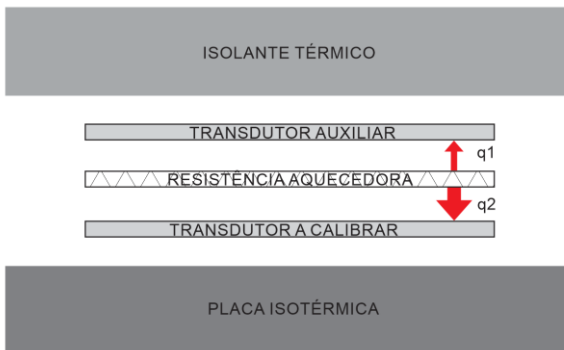 ISOLANTE TÉRMICO
TRANSDUTOR AUXILIAR
q1
RESISTÊNCIA AQUECEDORA
q2
TRANSDUTOR A CALIBRAR
PLACA ISOTÉRMICA